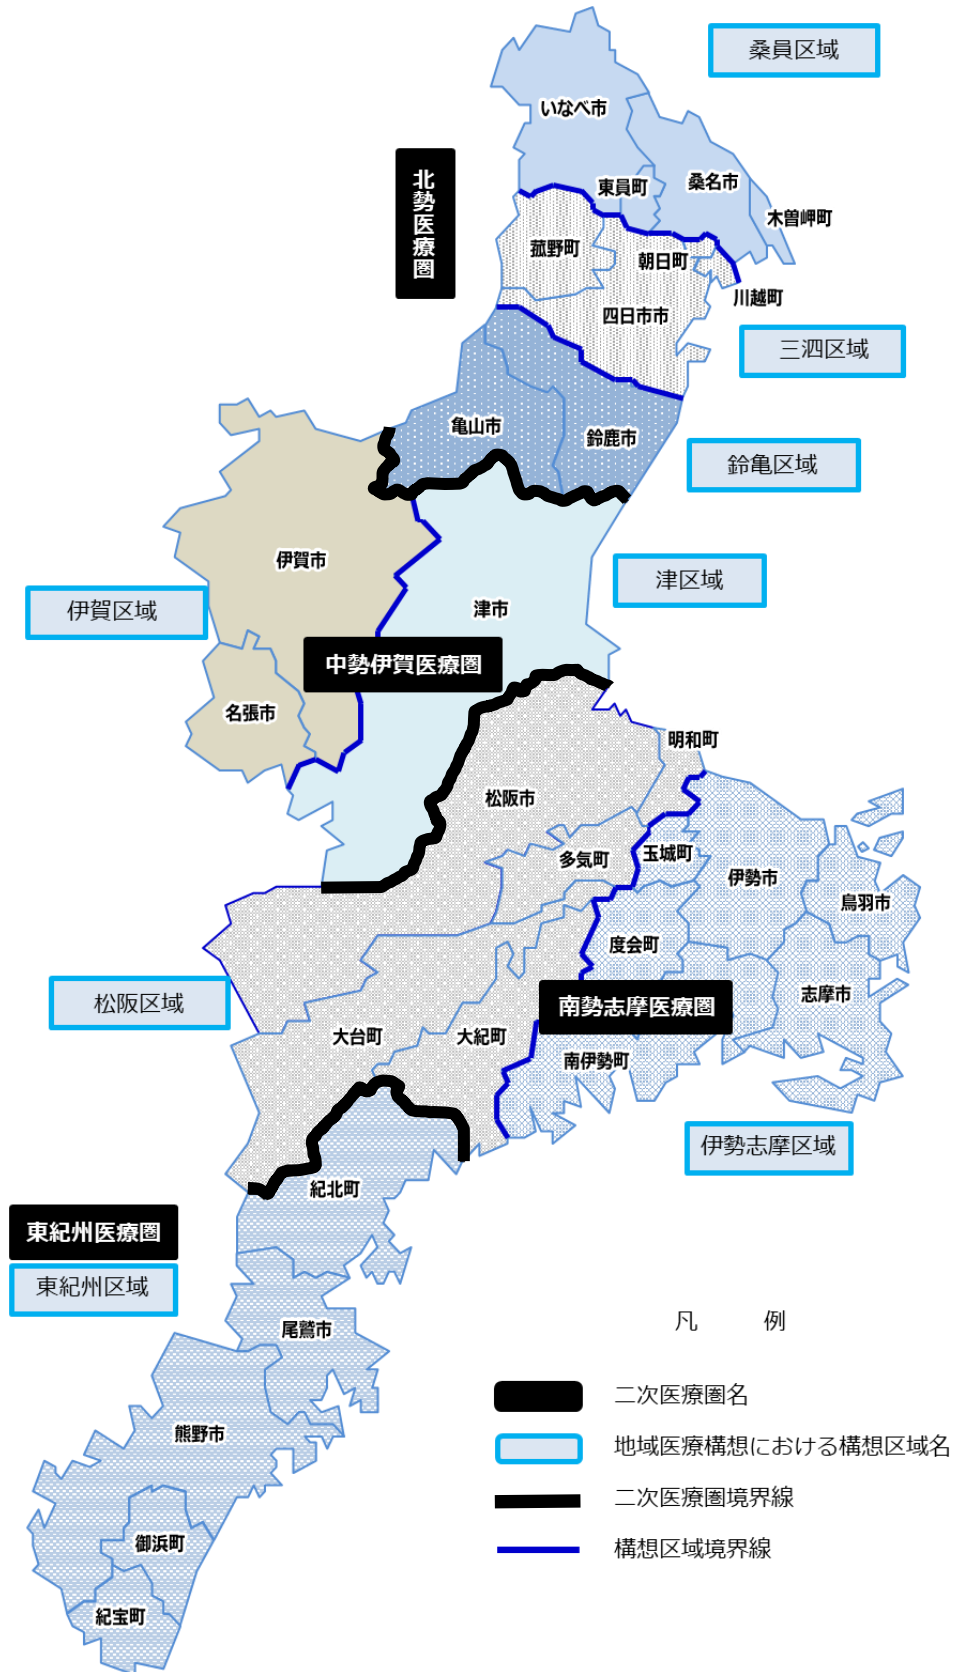 桑員区域
いなべ市
北勢医療圏
東員町
桑名市
木曽岬町
菰野町
朝日町
川越町
四日市市
三泗区域
亀山市
鈴鹿市
鈴亀区域
伊賀市
津区域
伊賀区域
津市
中勢伊賀医療圏
名張市
明和町
松阪市
玉城町
多気町
伊勢市
鳥羽市
度会町
松阪区域
志摩市
南勢志摩医療圏
大台町
大紀町
南伊勢町
伊勢志摩区域
紀北町
東紀州医療圏
東紀州区域
尾鷲市
凡 例
二次医療圏名
熊野市
地域医療構想における構想区域名
二次医療圏境界線
御浜町
構想区域境界線
紀宝町